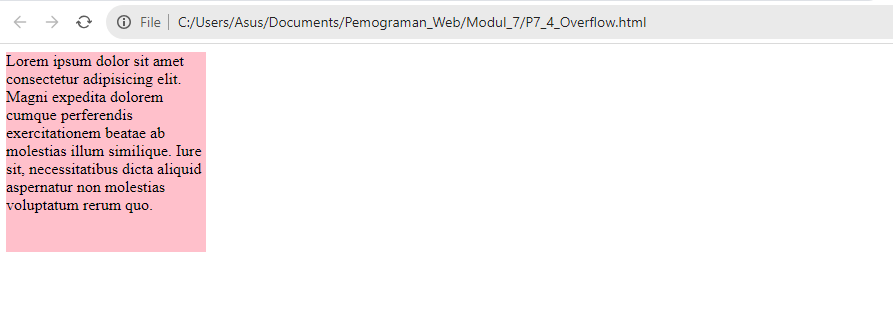 File C:/Users/Asus/Documents/Pemograman_Web/Modul_7/P7_4_Overflow.html
Lorem ipsum dolor sit amet
consectetur adipisicing elit.
Magni expedita dolorem
cumque perferendis
exercitationem beatae ab
molestias illum similique. Iure
sit, necessitatibus dicta aliquid
aspernatur non molestias
voluptatum rerum quo.